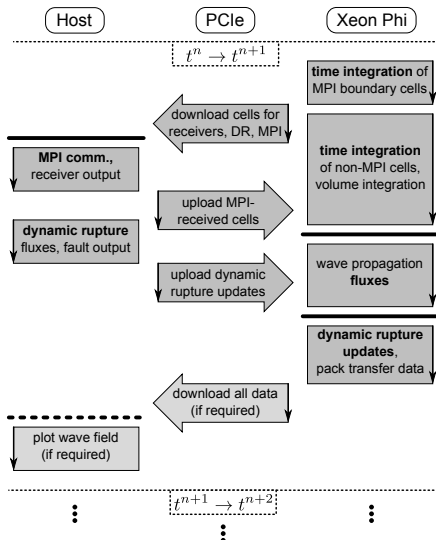 Host PCIe Xeon Phi
t^n → t^{n+1}
time integration of
MPI boundary cells
download cells for
receivers, DR, MPI
time integration
of non-MPI cells,
volume integration
MPI comm.,
receiver output
upload MPI-
received cells
dynamic rupture
fluxes, fault output
upload dynamic
rupture updates
wave propagation
fluxes
dynamic rupture
updates,
pack transfer data
download all data
(if required)
plot wave field
(if required)
t^{n+1} → t^{n+2}